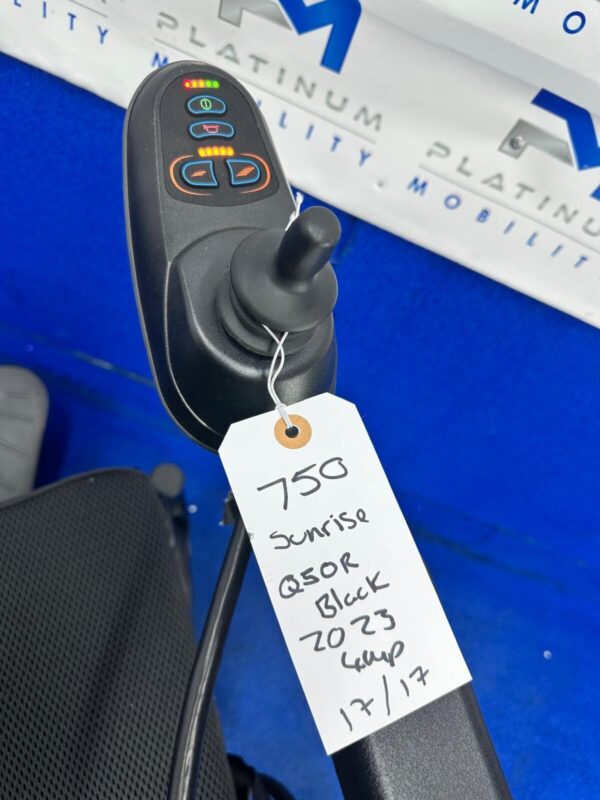 PLATINUM
MOBILITY
PLATINUM
MOBILITY
750
Sunrise
Q50R
Black
2023
4mp
17/17